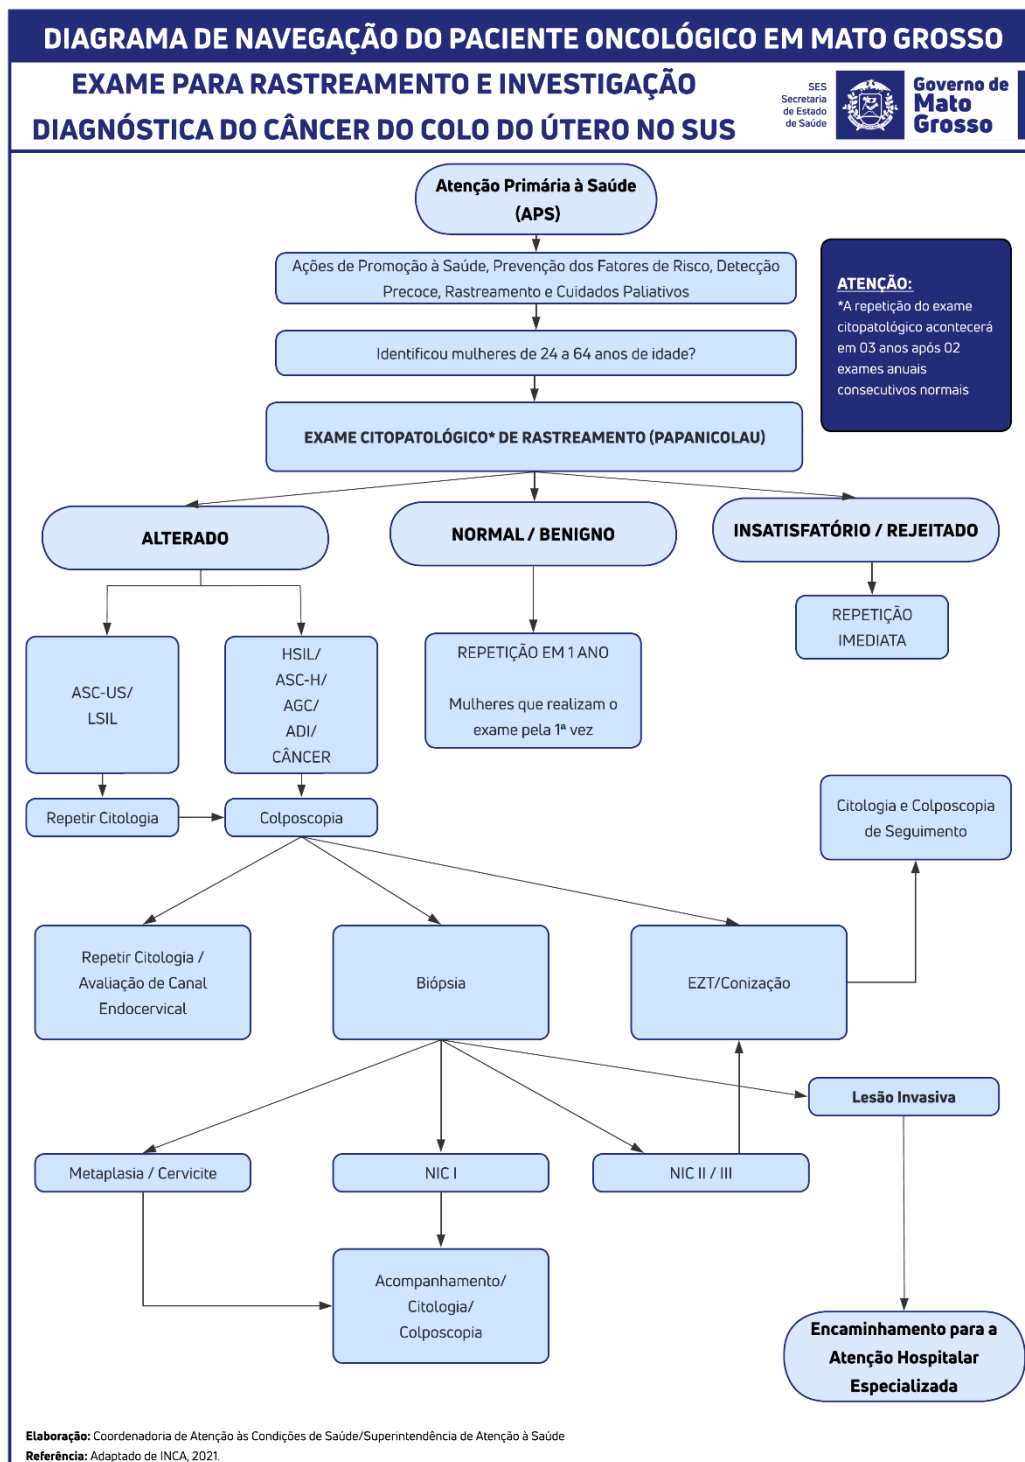 DIAGRAMA DE NAVEGAÇÃO DO PACIENTE ONCOLÓGICO EM MATO GROSSO
EXAME PARA RASTREAMENTO E INVESTIGAÇÃO
DIAGNÓSTICA DO CÂNCER DO COLO DO ÚTERO NO SUS
SES
Secretaria
de Estado
de Saúde
Governo de
Mato
Grosso
Atenção Primária à Saúde
(APS)
Ações de Promoção à Saúde, Prevenção dos Fatores de Risco, Detecção
Precoce, Rastreamento e Cuidados Paliativos
ATENÇÃO:
*A repetição do exame
citopatológico acontecerá
em 03 anos após 02
exames anuais
consecutivos normais
Identificou mulheres de 24 a 64 anos de idade?
EXAME CITOPATOLÓGICO* DE RASTREAMENTO (PAPANICOLAU)
ALTERADO
NORMAL / BENIGNO
INSATISFATÓRIO / REJEITADO
REPETIÇÃO
IMEDIATA
ASC-US/
LSIL
HSIL/
ASC-H/
AGC/
ADI/
CÂNCER
REPETIÇÃO EM 1 ANO
Mulheres que realizam o
exame pela 1ª vez
Repetir Citologia
Colposcopia
Citologia e Colposcopia
de Seguimento
Repetir Citologia /
Avaliação de Canal
Endocervical
Biópsia
EZT/Conização
Lesão Invasiva
Metaplasia / Cervicite
NIC I
NIC II / III
Acompanhamento/
Citologia/
Colposcopia
Encaminhamento para a
Atenção Hospitalar
Especializada
Elaboração: Coordenadoria de Atenção às Condições de Saúde/Superintendência de Atenção à Saúde
Referência: Adaptado de INCA, 2021.